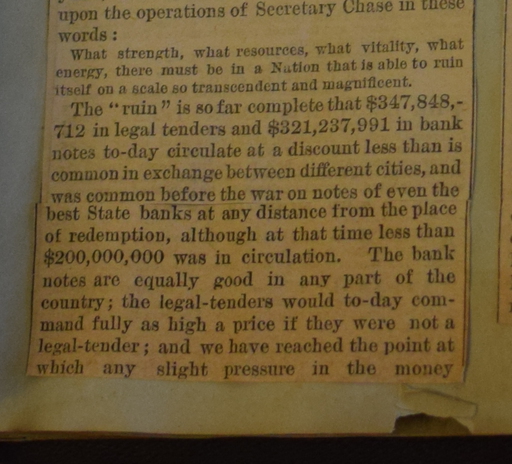 upon the operations of Secretary Chase in these
words :
What strength, what resources, what vitality, what
energy, there must be in a Nation that is able to ruin
itself on a scale so transcendent and magnificent.
The "ruin" is so far complete that $347,848,-
712 in legal tenders and $321,237,991 in bank
notes to-day circulate at a discount less than is
common in exchange between different cities, and
was common before the war on notes of even the
best State banks at any distance from the place
of redemption, although at that time less than
$200,000,000 was in circulation. The bank
notes are equally good in any part of the
country; the legal-tenders would to-day com-
mand fully as high a price if they were not a
legal-tender; and we have reached the point at
which any slight pressure in the money